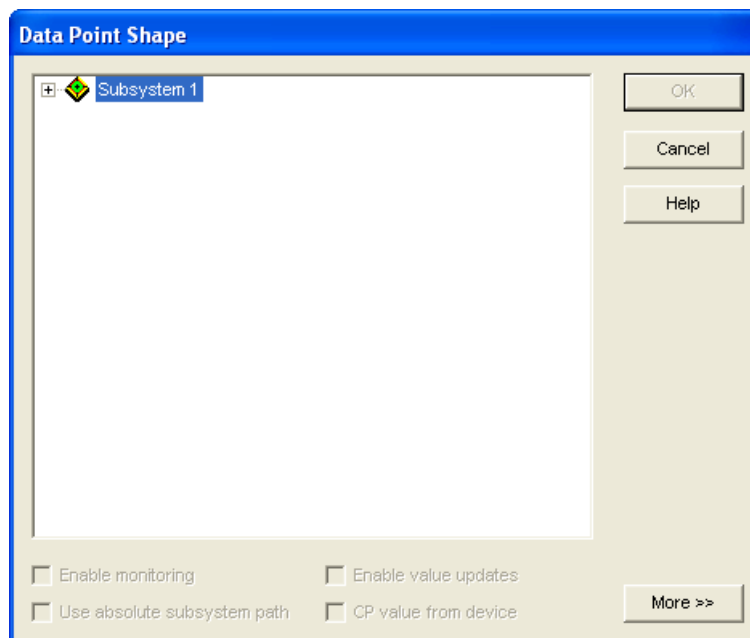 Data Point Shape
Subsystem 1
OK
Cancel
Help
Enable monitoring
Enable value updates
Use absolute subsystem path
CP value from device
More >>